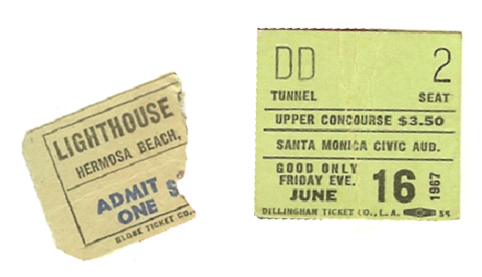 LIGHTHOUSE
HERMOSA BEACH,
ADMIT
ONE
GLOBE TICKET CO.,
DD 2
TUNNEL SEAT
UPPER CONCOURSE $3.50
SANTA MONICA CIVIC AUD.
GOOD ONLY
FRIDAY EVE.
JUNE 16 1967
DILLINGHAM TICKET CO., L.A.